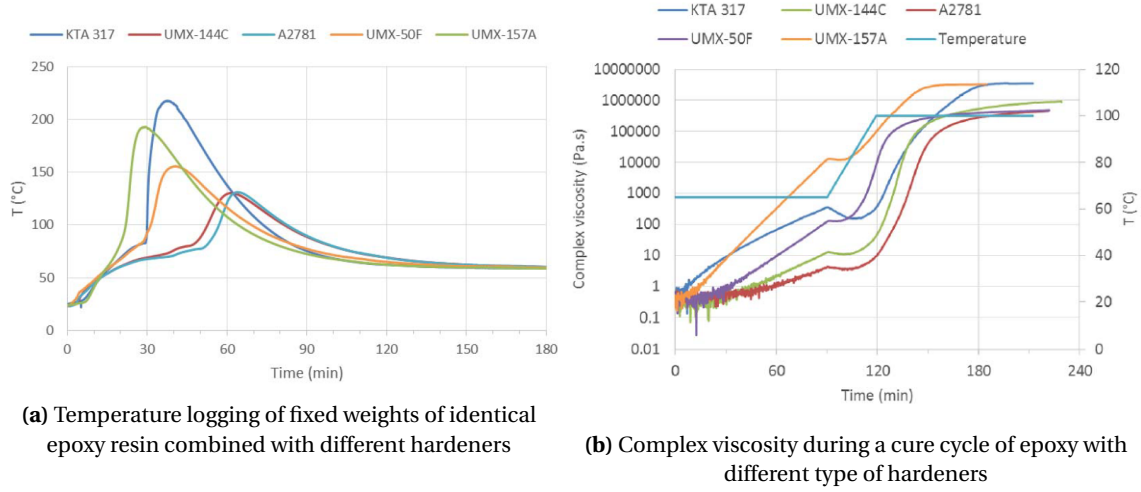 KTA 317 UMX-144C A2781 UMX-50F UMX-157A
250
200
150
100
50
0
T (°C)
0 30 60 90 120 150 180
Time (min)
(a) Temperature logging of fixed weights of identical
epoxy resin combined with different hardeners
KTA 317 UMX-144C A2781
UMX-50F UMX-157A Temperature
10000000
1000000
100000
10000
1000
100
10
1
0.1
0.01
Complex viscosity (Pa.s)
120
100
80
60
40
20
0
T (°C)
0 60 120 180 240
Time (min)
(b) Complex viscosity during a cure cycle of epoxy with
different type of hardeners